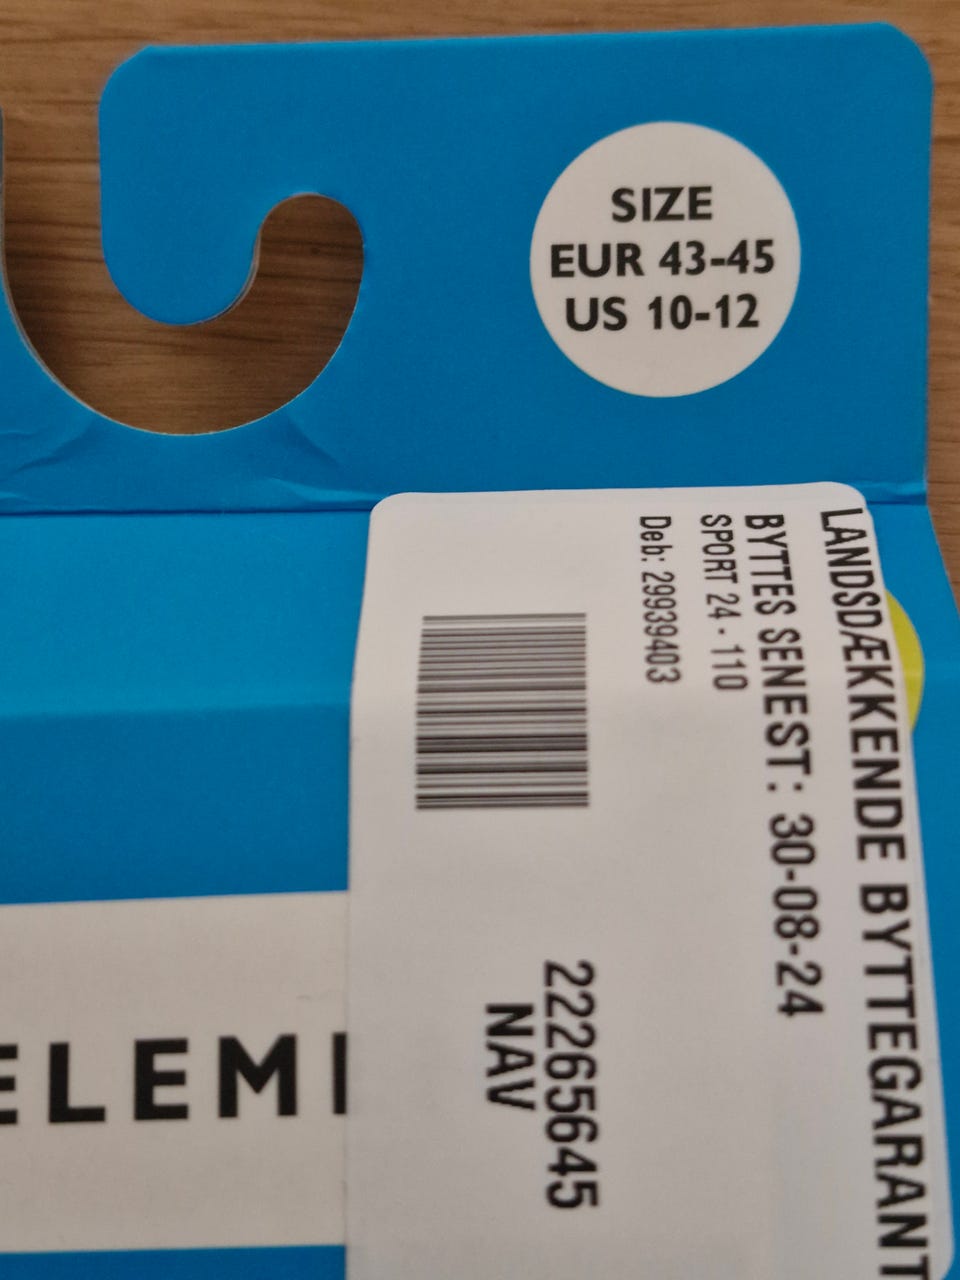 SIZE
EUR 43-45
US 10-12
LANDSDÆKKENDE BYTTEGARANT
BYTTES SENEST: 30-08-24
SPORT 24 - 110
Deb: 29939403
22265645
NAV
ELEM